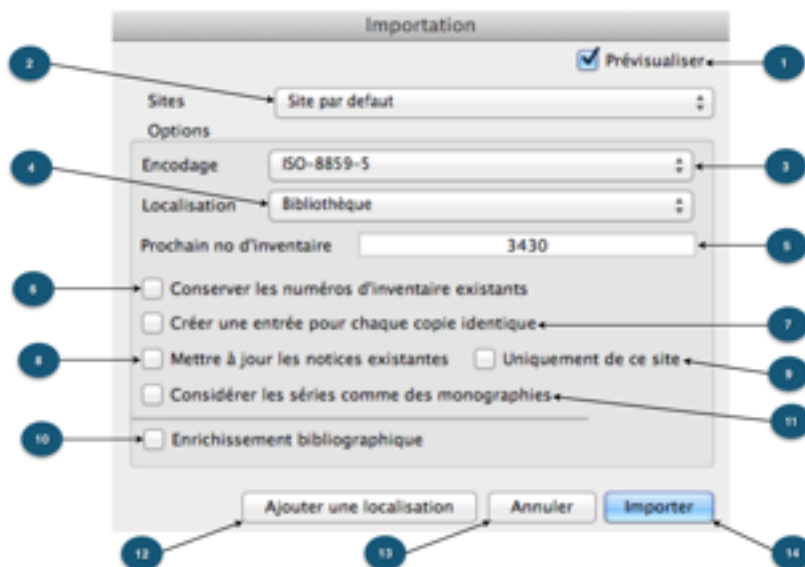 Importation
2 Prévisualiser 1
Sites Site par defaut
Options
4 Encodage ISO-8859-5 3
Localisation Bibliothèque
Prochain no d'inventaire 3430 5
6 Conserver les numéros d'inventaire existants
Créer une entrée pour chaque copie identique 7
8 Mettre à jour les notices existantes Uniquement de ce site 9
Considérer les séries comme des monographies 11
10 Enrichissement bibliographique
Ajouter une localisation Annuler Importer
12 13 14